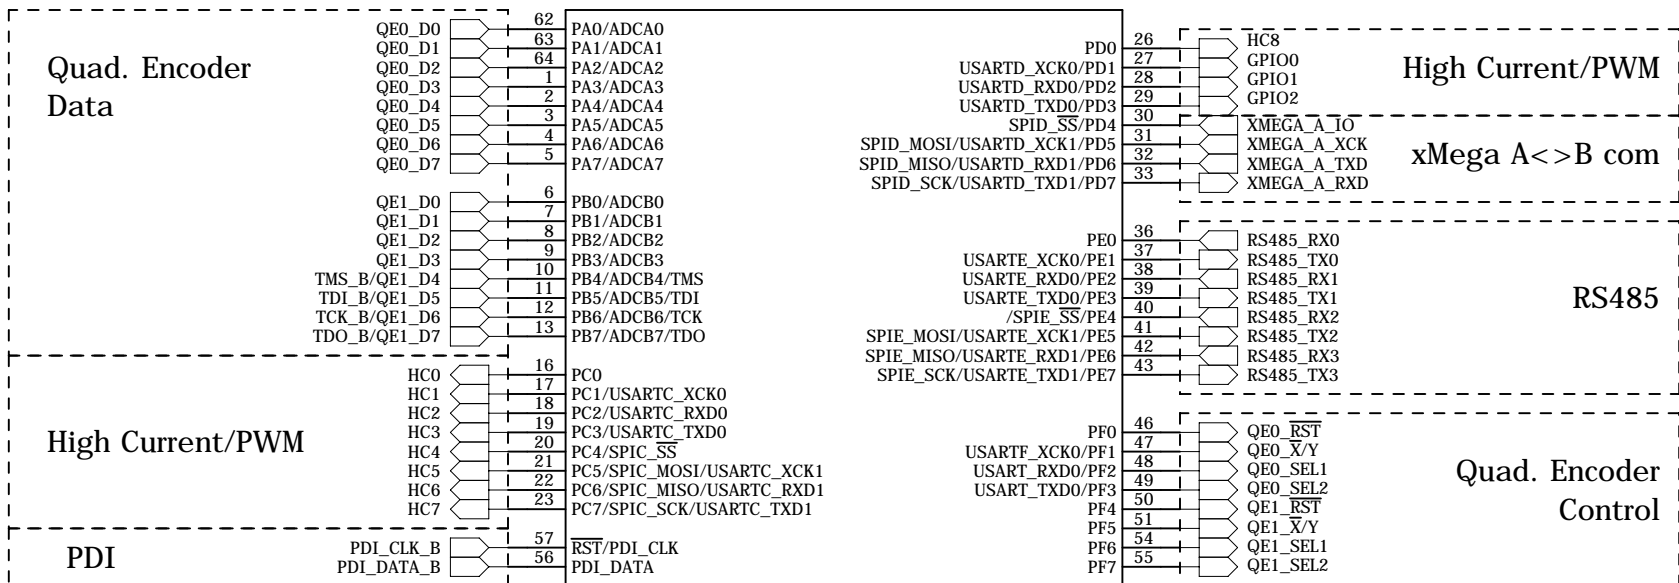 Quad. Encoder
Data
QE0_D0 62 PA0/ADCA0
QE0_D1 63 PA1/ADCA1
QE0_D2 64 PA2/ADCA2
QE0_D3 1 PA3/ADCA3
QE0_D4 2 PA4/ADCA4
QE0_D5 3 PA5/ADCA5
QE0_D6 4 PA6/ADCA6
QE0_D7 5 PA7/ADCA7
QE1_D0 6 PB0/ADCB0
QE1_D1 7 PB1/ADCB1
QE1_D2 8 PB2/ADCB2
QE1_D3 9 PB3/ADCB3
TMS_B/QE1_D4 10 PB4/ADCB4/TMS
TDI_B/QE1_D5 11 PB5/ADCB5/TDI
TCK_B/QE1_D6 12 PB6/ADCB6/TCK
TDO_B/QE1_D7 13 PB7/ADCB7/TDO
High Current/PWM
HC0 16 PC0
HC1 17 PC1/USARTC_XCK0
HC2 18 PC2/USARTC_RXD0
HC3 19 PC3/USARTC_TXD0
HC4 20 PC4/SPIC_SS
HC5 21 PC5/SPIC_MOSI/USARTC_XCK1
HC6 22 PC6/SPIC_MISO/USARTC_RXD1
HC7 23 PC7/SPIC_SCK/USARTC_TXD1
PDI
PDI_CLK_B 57 RST/PDI_CLK
PDI_DATA_B 56 PDI_DATA
PD0 26 HC8
USARTD_XCK0/PD1 27 GPIO0
USARTD_RXD0/PD2 28 GPIO1
USARTD_TXD0/PD3 29 GPIO2
High Current/PWM
SPID_SS/PD4 30 XMEGA_A_IO
SPID_MOSI/USARTD_XCK1/PD5 31 XMEGA_A_XCK
SPID_MISO/USARTD_RXD1/PD6 32 XMEGA_A_TXD
SPID_SCK/USARTD_TXD1/PD7 33 XMEGA_A_RXD
xMega A<>B com
PE0 36 RS485_RX0
USARTE_XCK0/PE1 37 RS485_TX0
USARTE_RXD0/PE2 38 RS485_RX1
USARTE_TXD0/PE3 39 RS485_TX1
/SPIE_SS/PE4 40 RS485_RX2
SPIE_MOSI/USARTE_XCK1/PE5 41 RS485_TX2
SPIE_MISO/USARTE_RXD1/PE6 42 RS485_RX3
SPIE_SCK/USARTE_TXD1/PE7 43 RS485_TX3
RS485
PF0 46 QE0_RST
USARTF_XCK0/PF1 47 QE0_X/Y
USART_RXD0/PF2 48 QE0_SEL1
USART_TXD0/PF3 49 QE0_SEL2
PF4 50 QE1_RST
PF5 51 QE1_X/Y
PF6 54 QE1_SEL1
PF7 55 QE1_SEL2
Quad. Encoder
Control